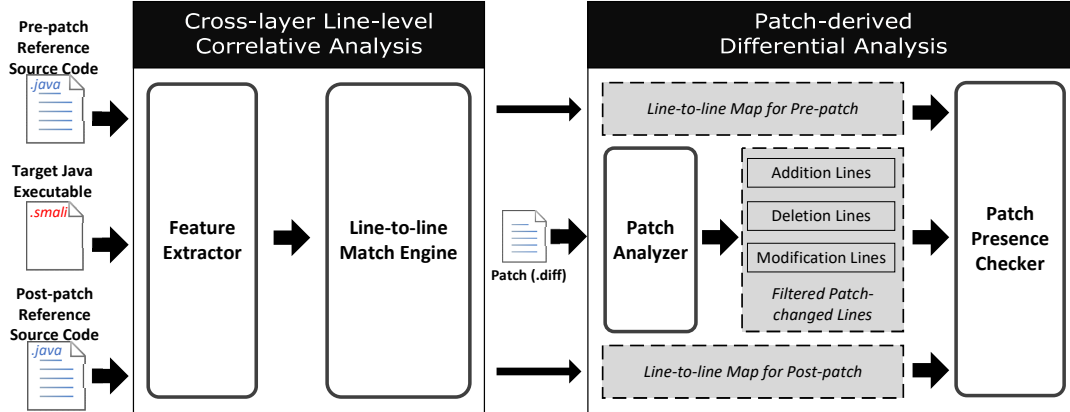 Pre-patch
Reference
Source Code
.java
Target Java
Executable
.smali
Post-patch
Reference
Source Code
.java
Cross-layer Line-level
Correlative Analysis
Feature
Extractor
Line-to-line
Match Engine
Patch (.diff)
Patch-derived
Differential Analysis
Line-to-line Map for Pre-patch
Patch
Analyzer
Addition Lines
Deletion Lines
Modification Lines
Filtered Patch-
changed Lines
Line-to-line Map for Post-patch
Patch
Presence
Checker